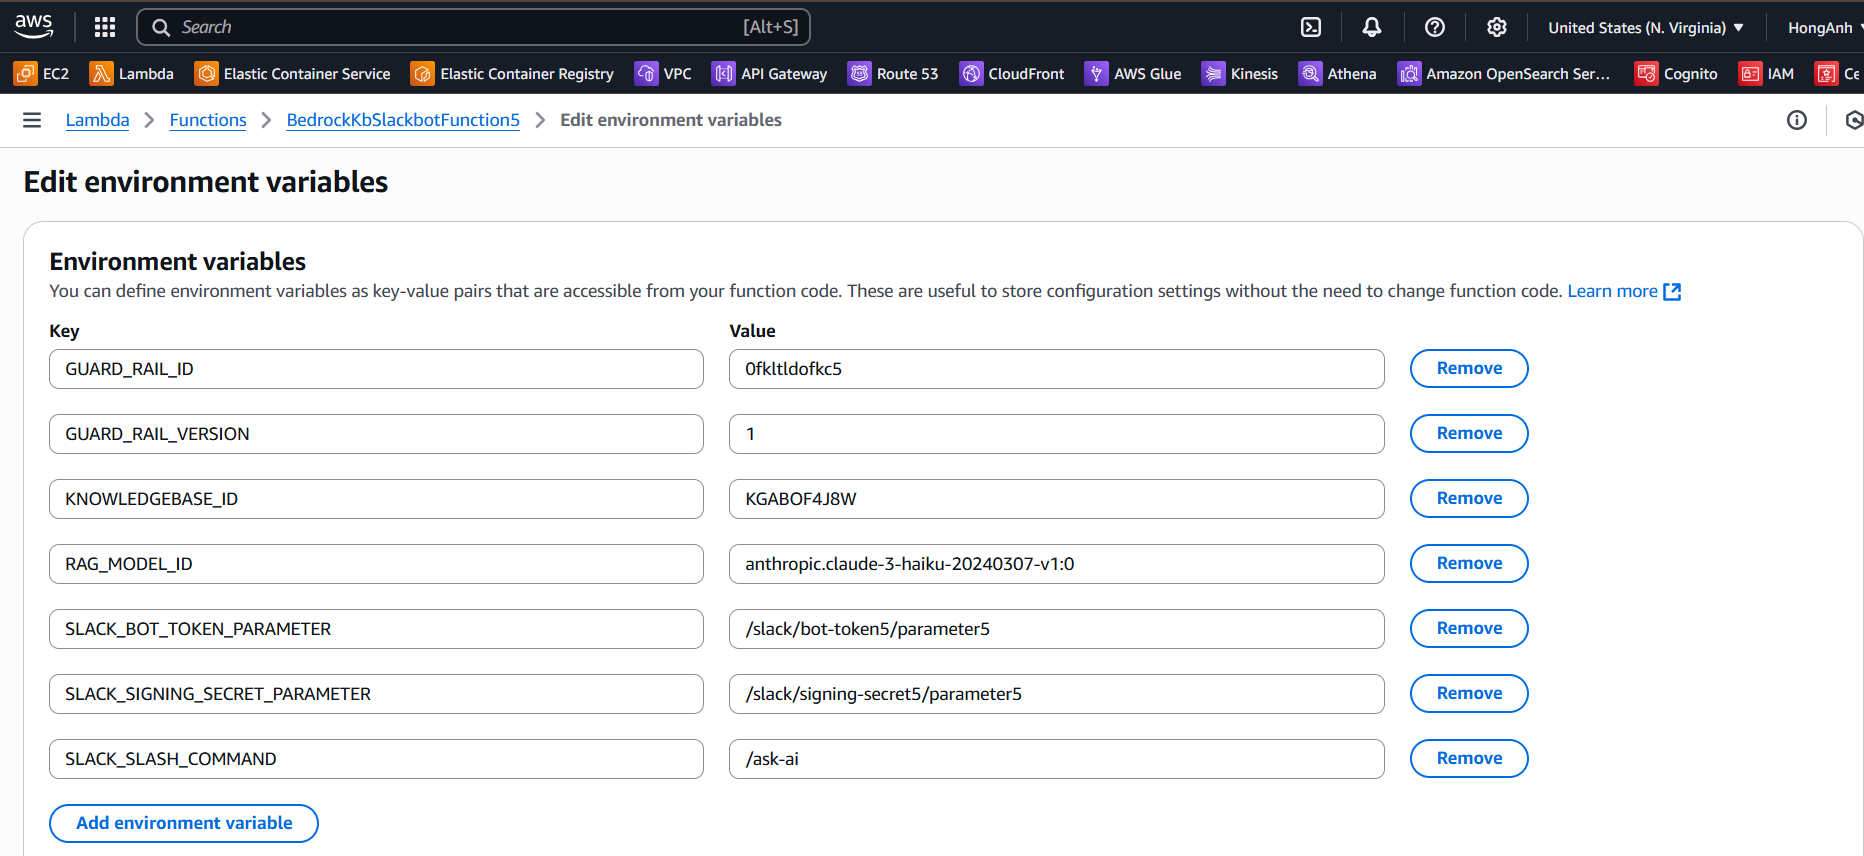 aws
Search [Alt+S] United States (N. Virginia) HongAnh
EC2 Lambda Elastic Container Service Elastic Container Registry VPC API Gateway Route 53 CloudFront AWS Glue Kinesis Athena Amazon OpenSearch Ser... Cognito IAM Ce
Lambda Functions BedrockKbSlackbotFunction5 Edit environment variables
Edit environment variables
Environment variables
You can define environment variables as key-value pairs that are accessible from your function code. These are useful to store configuration settings without the need to change function code. Learn more
Key Value
GUARD_RAIL_ID 0fkltldofkc5 Remove
GUARD_RAIL_VERSION 1 Remove
KNOWLEDGEBASE_ID KGABOF4J8W Remove
RAG_MODEL_ID anthropic.claude-3-haiku-20240307-v1:0 Remove
SLACK_BOT_TOKEN_PARAMETER /slack/bot-token5/parameter5 Remove
SLACK_SIGNING_SECRET_PARAMETER /slack/signing-secret5/parameter5 Remove
SLACK_SLASH_COMMAND /ask-ai Remove
Add environment variable